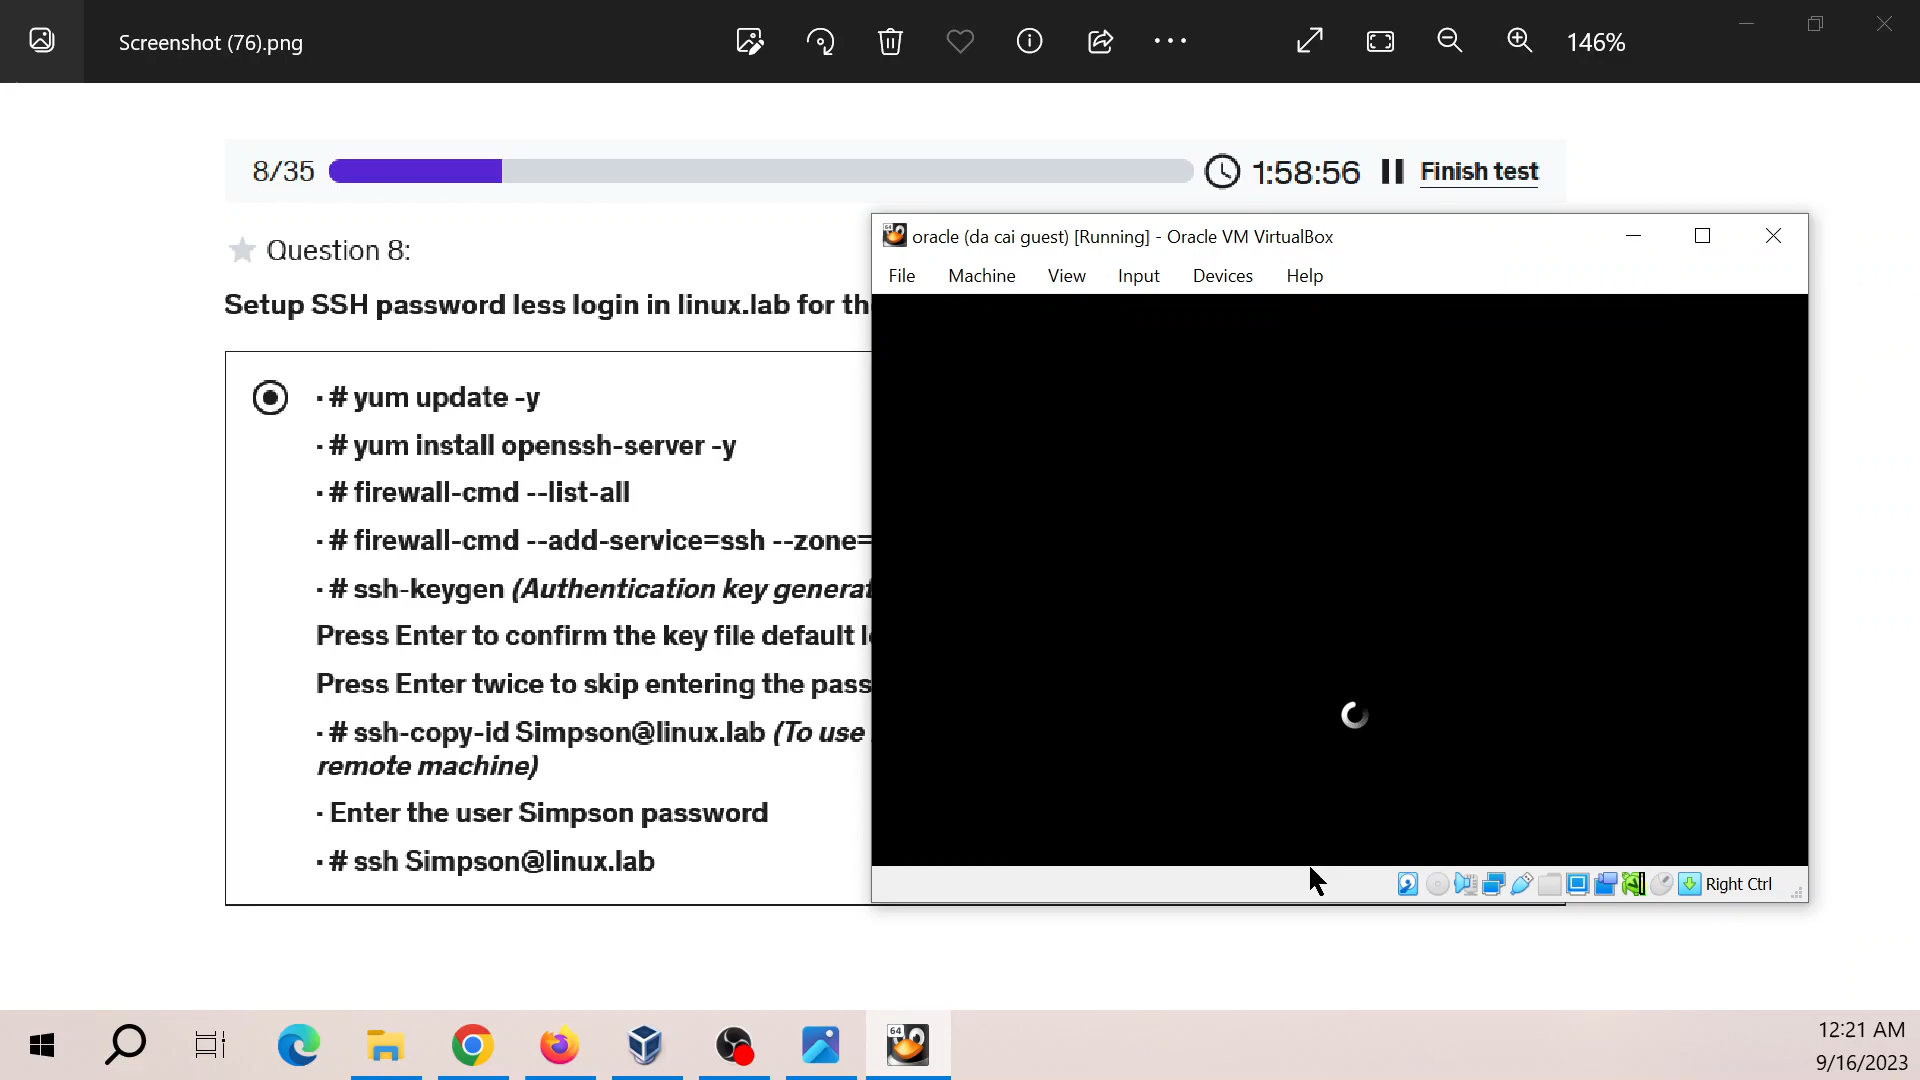 Screenshot (76).png
146%
8/35
1:58:56
Finish test
Question 8:
Setup SSH password less login in linux.lab for
· # yum update -y
· # yum install openssh-server -y
· # firewall-cmd --list-all
· # firewall-cmd --add-service=ssh --zone=
· # ssh-keygen (Authentication key
Press Enter to confirm the key file default
Press Enter twice to skip entering the
· # ssh-copy-id Simpson@linux.lab (To use
remote machine)
· Enter the user Simpson password
· # ssh Simpson@linux.lab
oracle (da cai guest) [Running] - Oracle VM VirtualBox
File Machine View Input Devices Help
Right Ctrl
64
12:21 AM
9/16/2023